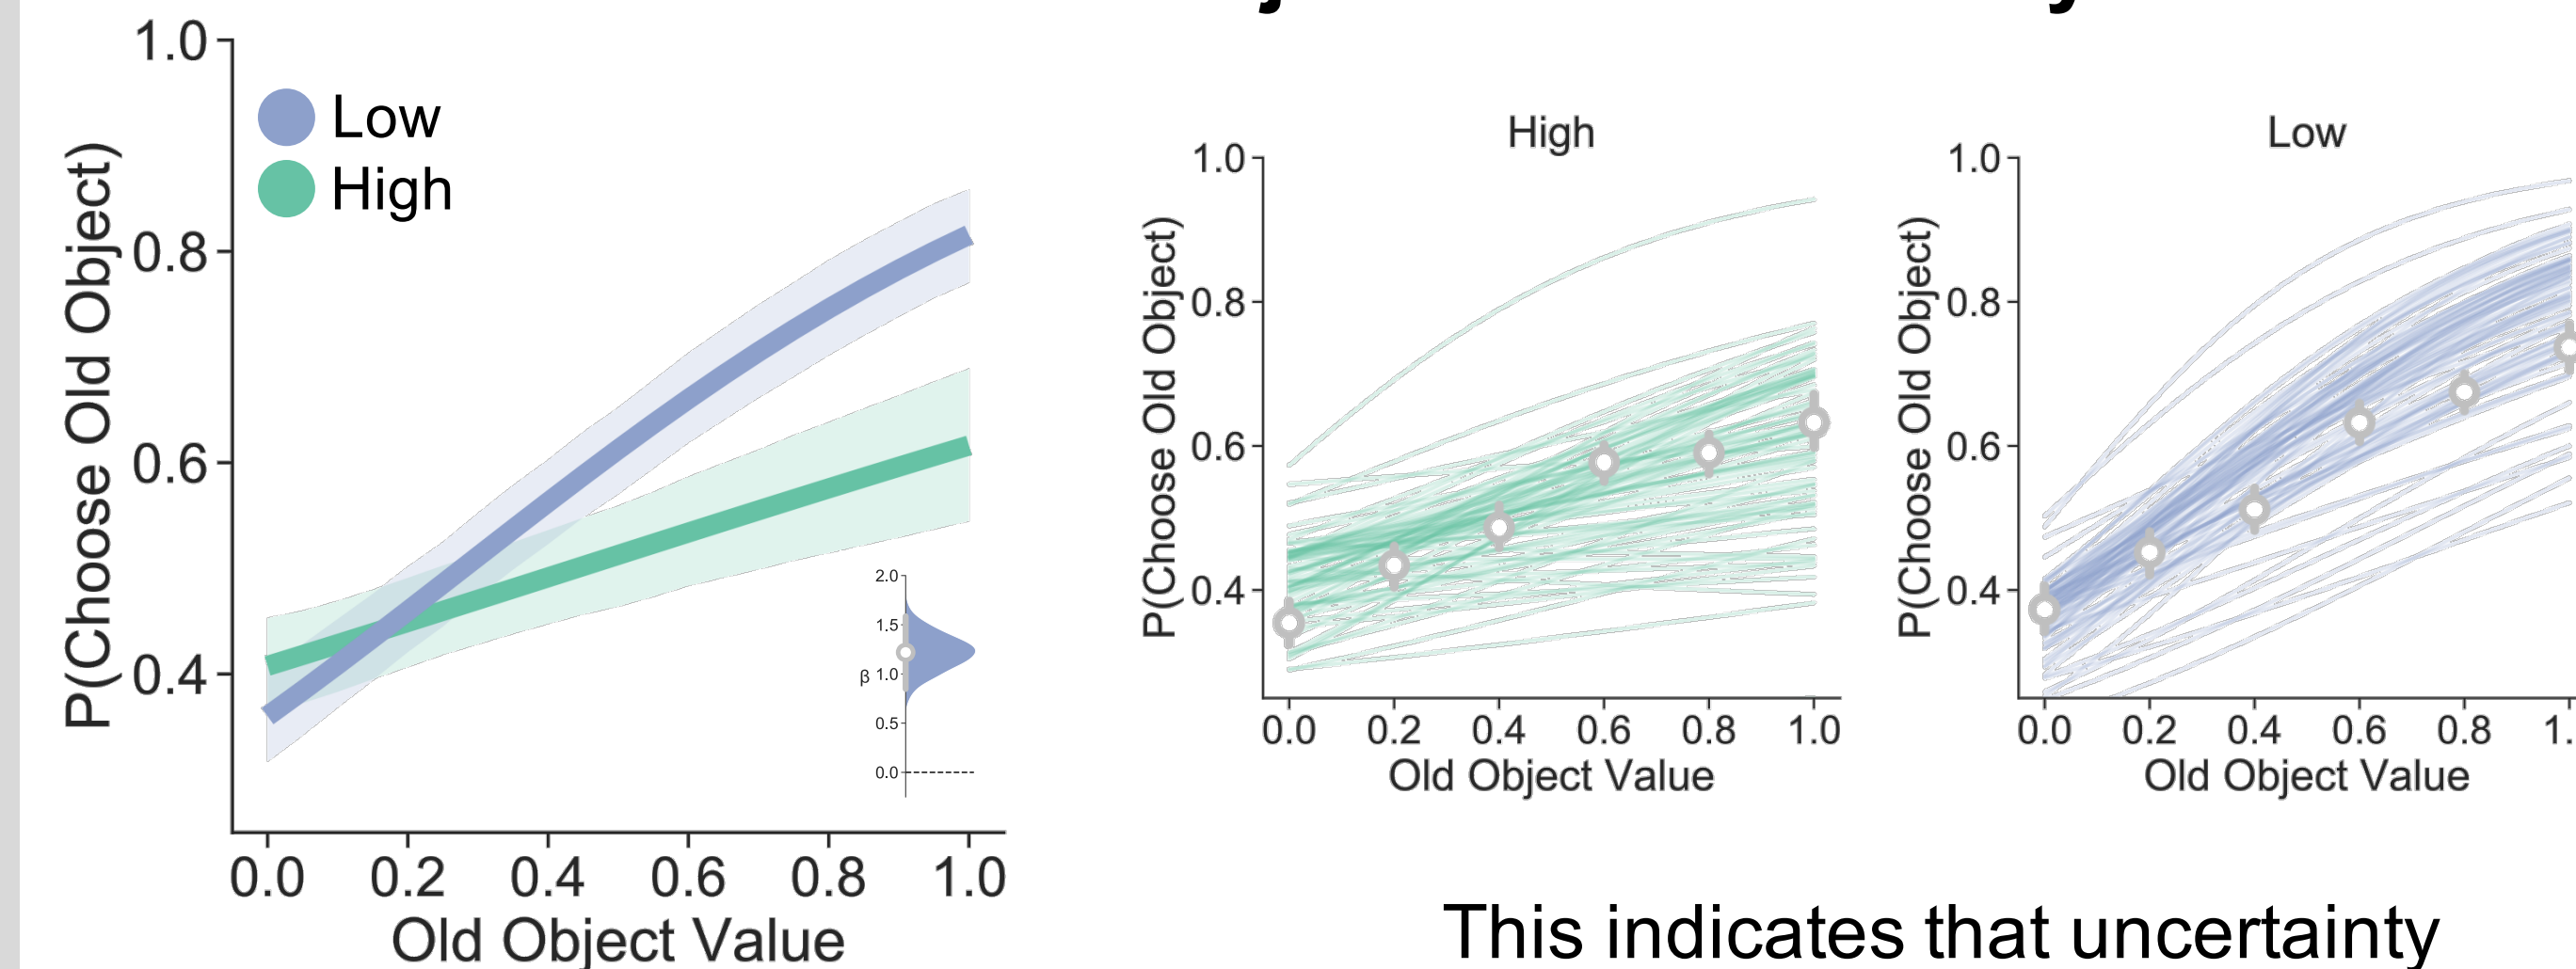 1.0
0.8
0.6
0.4
P(Choose Old Object)
Low
High
2.0
1.5
β 1.0
0.5
0.0
0.0 0.2 0.4 0.6 0.8 1.0
Old Object Value
High
1.0
0.8
0.6
0.4
P(Choose Old Object)
0.0 0.2 0.4 0.6 0.8 1.0
Old Object Value
Low
1.0
0.8
0.6
0.4
P(Choose Old Object)
0.0 0.2 0.4 0.6 0.8 1.
Old Object Value
This indicates that uncertainty